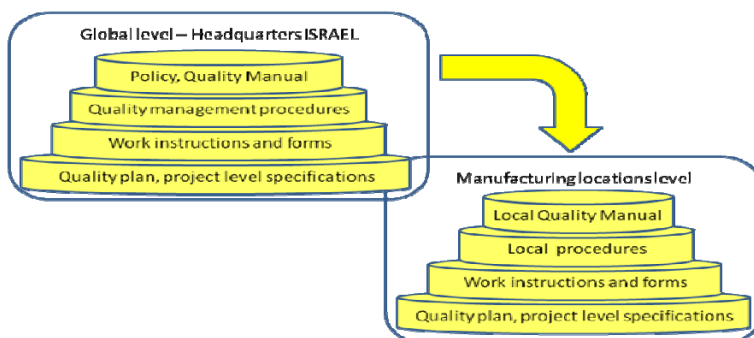 Global level – Headquarters ISRAEL
Policy, Quality Manual
Quality management procedures
Work instructions and forms
Quality plan, project level specifications
Manufacturing locations level
Local Quality Manual
Local procedures
Work instructions and forms
Quality plan, project level specifications